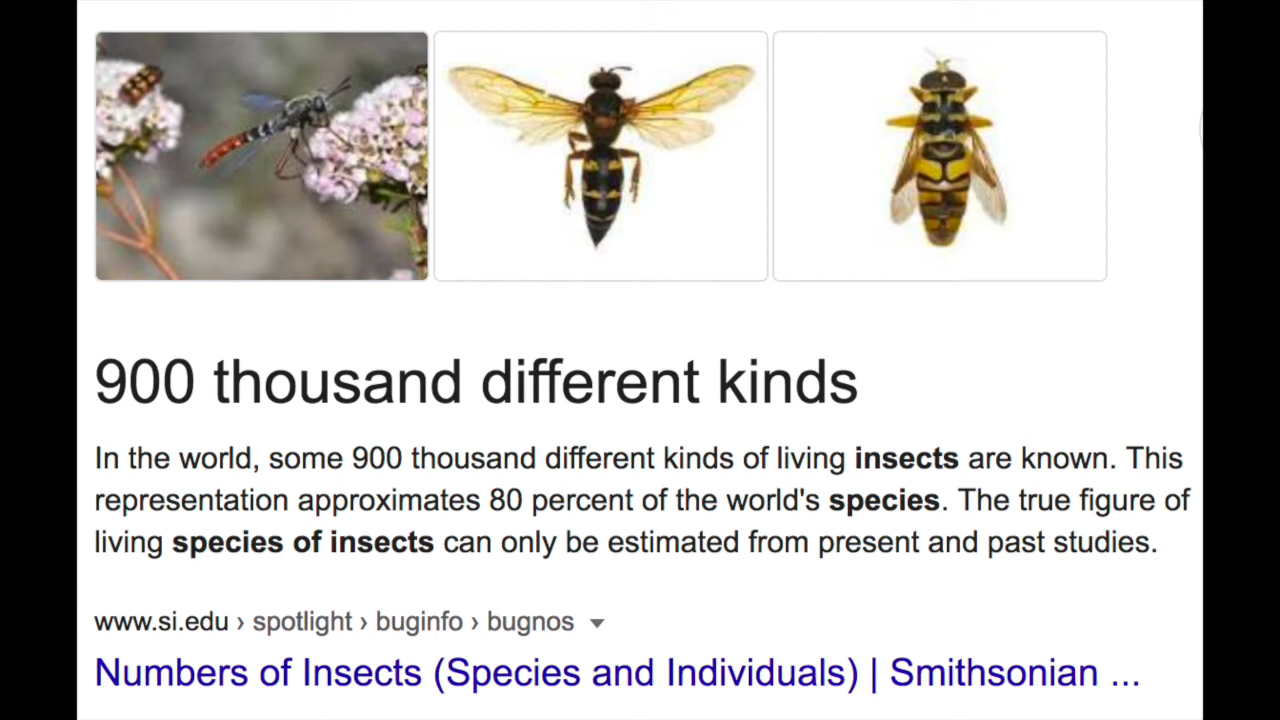 900 thousand different kinds
In the world, some 900 thousand different kinds of living insects are known. This
representation approximates 80 percent of the world's species. The true figure of
living species of insects can only be estimated from present and past studies.
www.si.edu › spotlight › buginfo › bugnos
Numbers of Insects (Species and Individuals) | Smithsonian ...